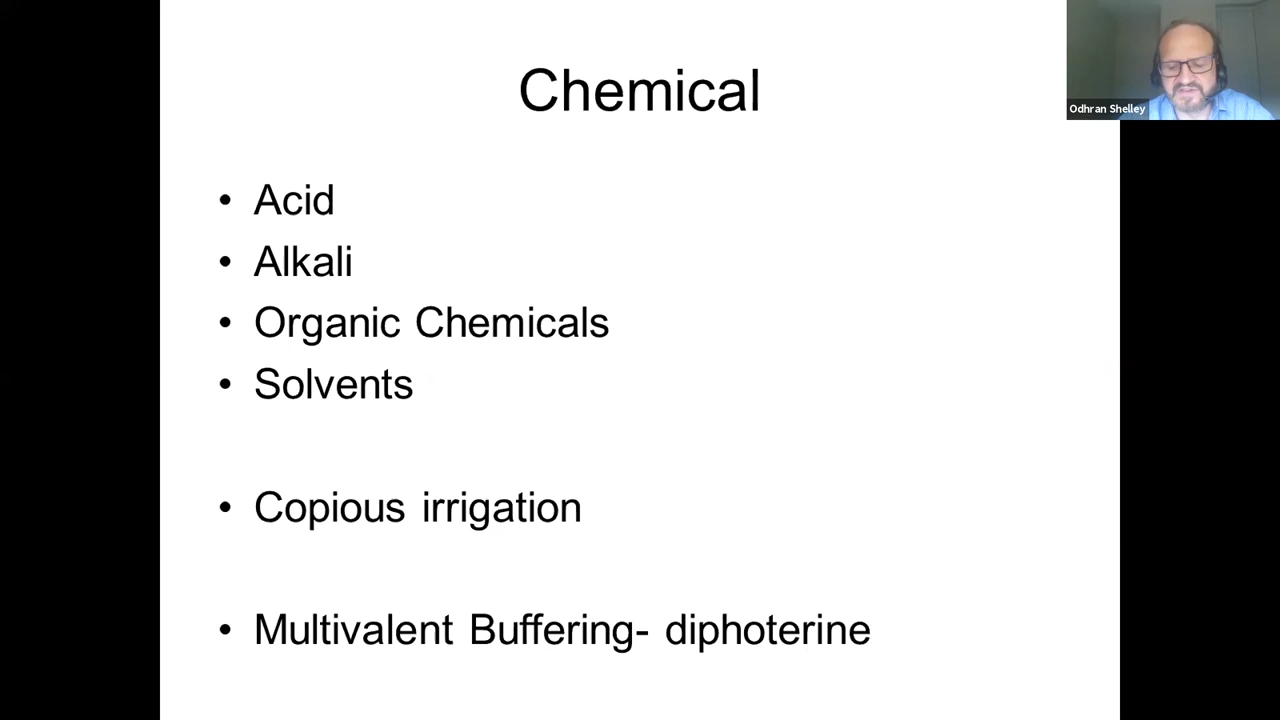 Chemical
Odhran Shelley
• Acid
• Alkali
• Organic Chemicals
• Solvents
• Copious irrigation
• Multivalent Buffering- diphoterine